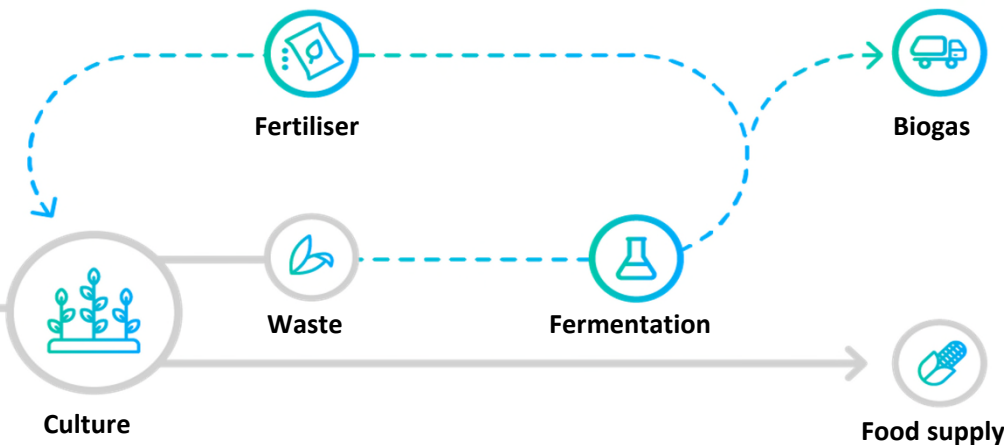 Fertiliser
Biogas
Waste
Fermentation
Culture
Food supply